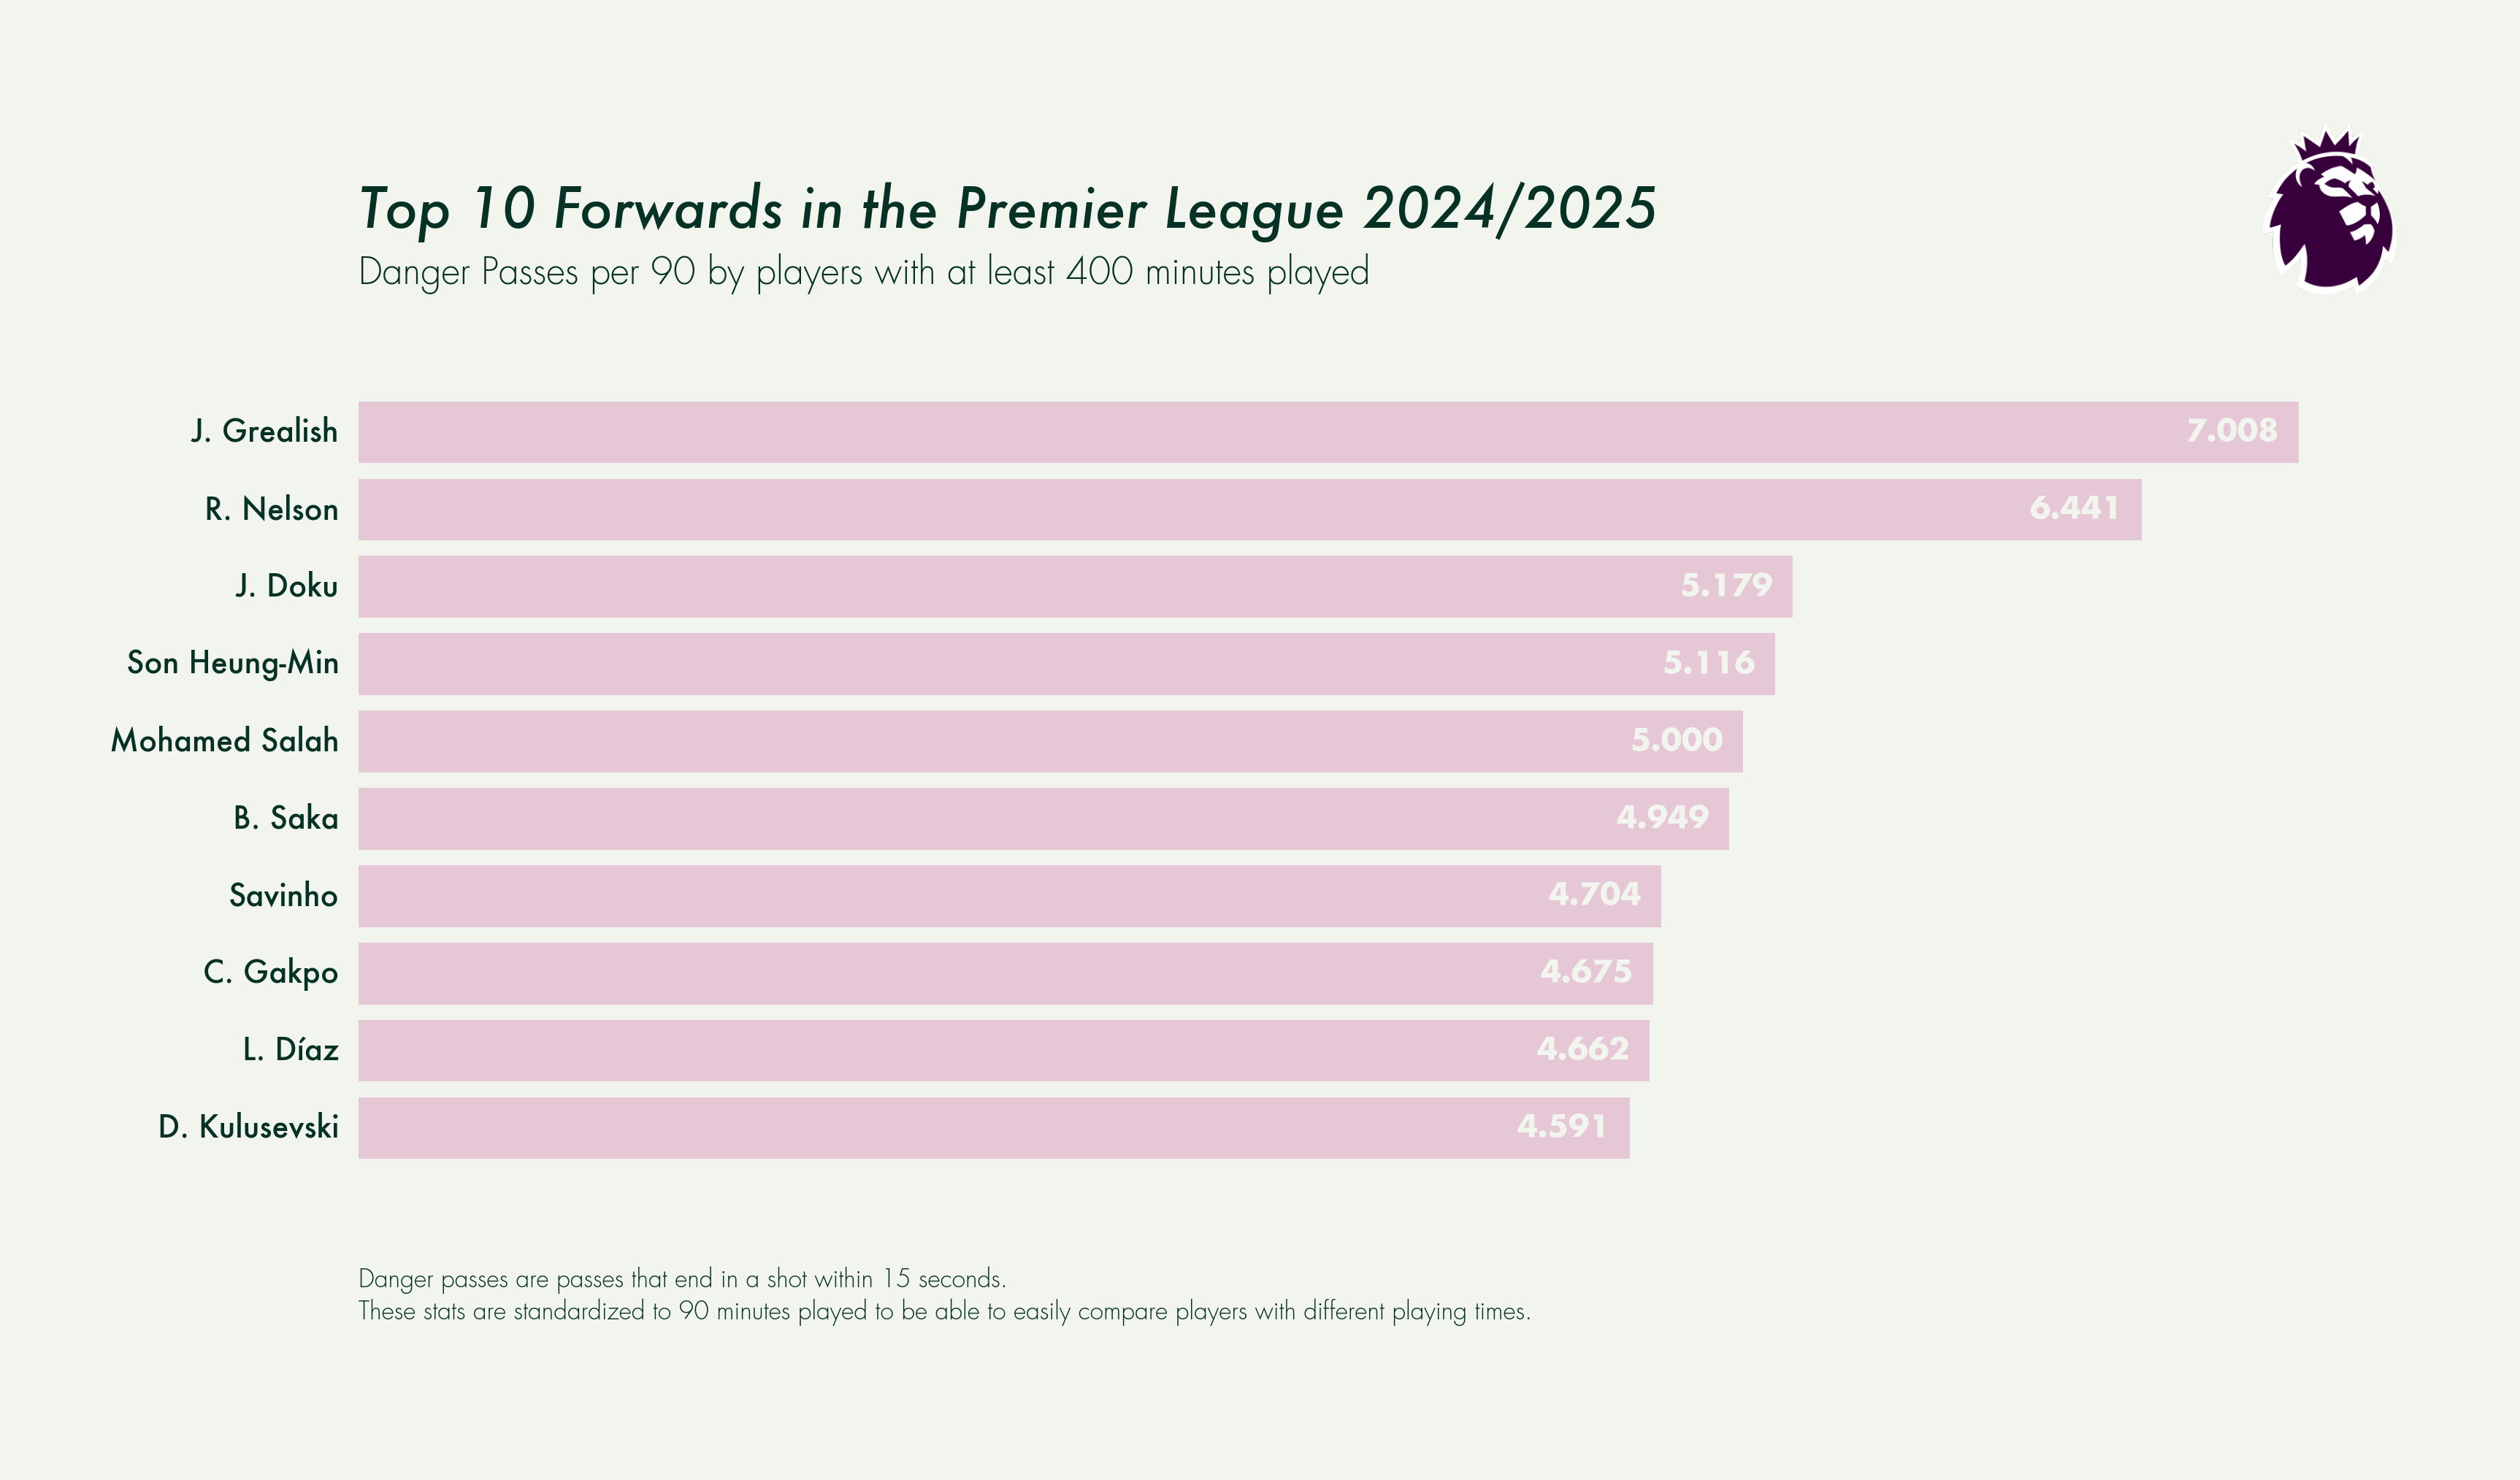 Top 10 Forwards in the Premier League 2024/2025
Danger Passes per 90 by players with at least 400 minutes played
J. Grealish 7.008
R. Nelson 6.441
J. Doku 5.179
Son Heung-Min 5.116
Mohamed Salah 5.000
B. Saka 4.949
Savinho 4.704
C. Gakpo 4.675
L. Díaz 4.662
D. Kulusevski 4.591
Danger passes are passes that end in a shot within 15 seconds.
These stats are standardized to 90 minutes played to be able to easily compare players with different playing times.